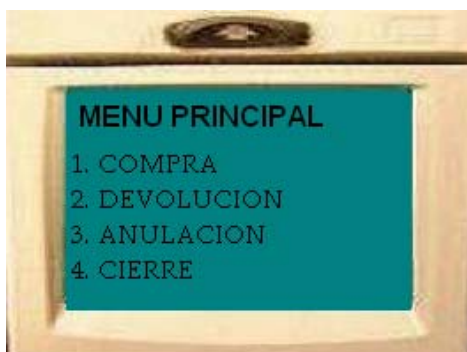 MENU PRINCIPAL
1. COMPRA
2. DEVOLUCION
3. ANULACION
4. CIERRE